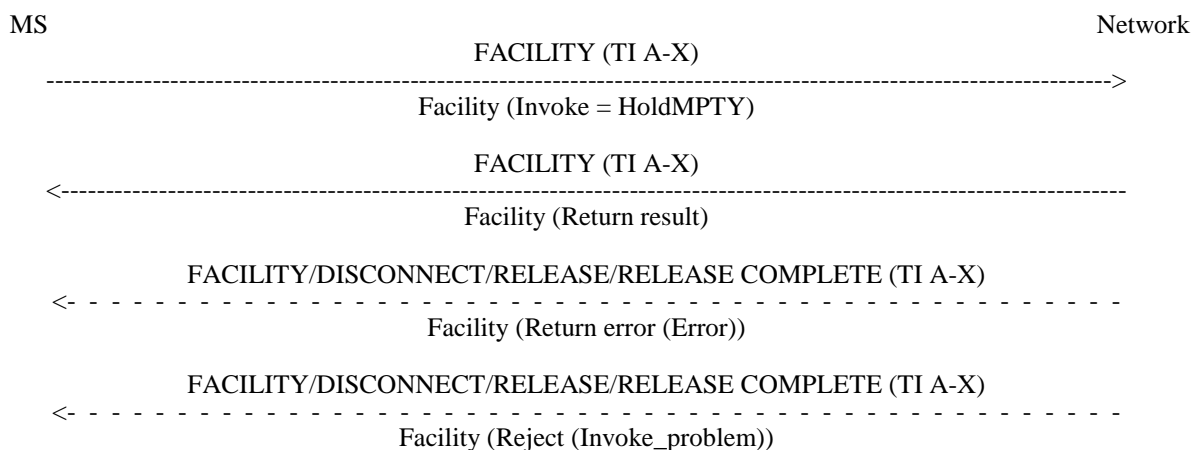 MS Network
FACILITY (TI A-X)
Facility (Invoke = HoldMPTY)
FACILITY (TI A-X)
Facility (Return result)
FACILITY/DISCONNECT/RELEASE/RELEASE COMPLETE (TI A-X)
Facility (Return error (Error))
FACILITY/DISCONNECT/RELEASE/RELEASE COMPLETE (TI A-X)
Facility (Reject (Invoke_problem))